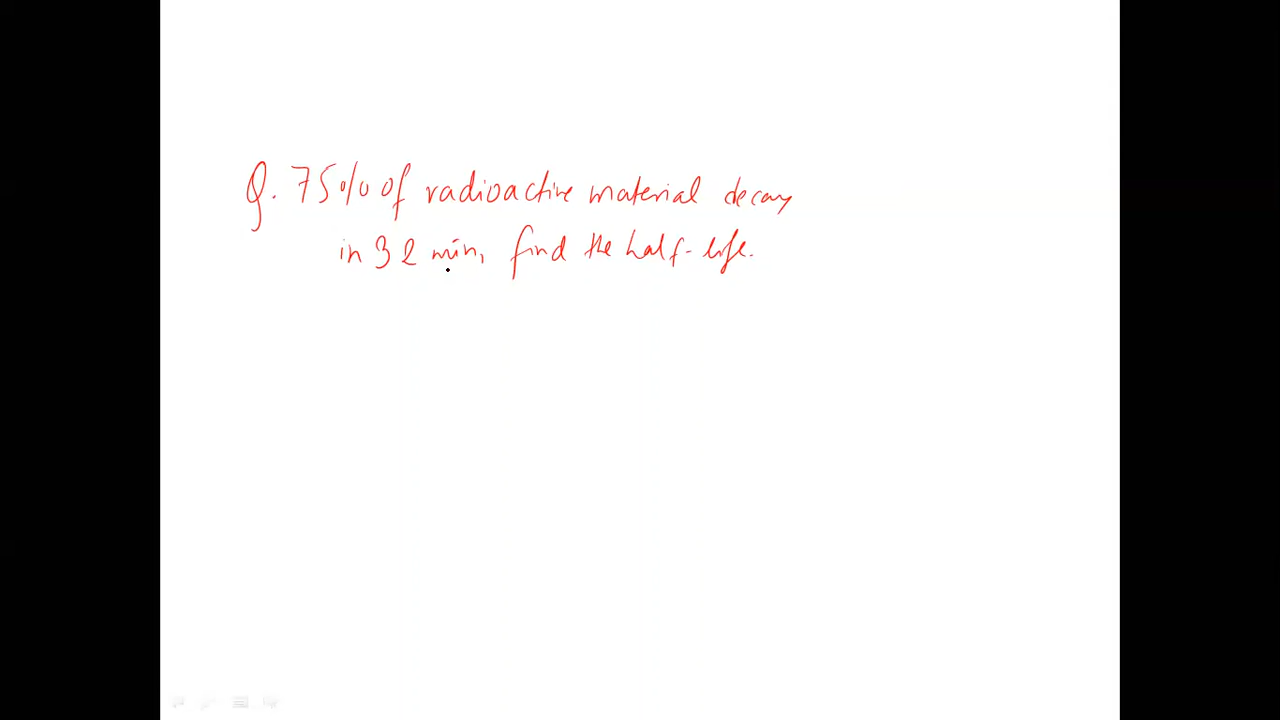 Q. 75% of radioactive material decay
in 32 min, find the half-life.